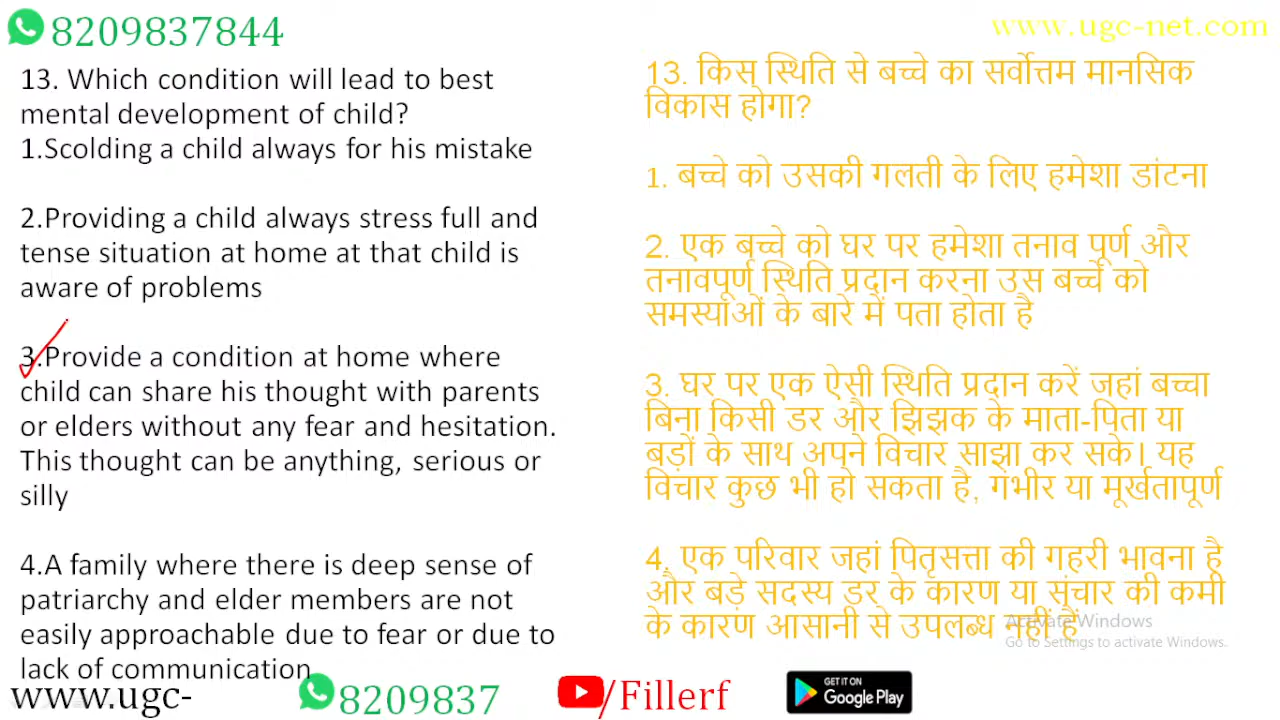 8209837844
www.ugc-net.com
13. Which condition will lead to best
mental development of child?
1.Scolding a child always for his mistake
2.Providing a child always stress full and
tense situation at home at that child is
aware of problems
3.Provide a condition at home where
child can share his thought with parents
or elders without any fear and hesitation.
This thought can be anything, serious or
silly
4.A family where there is deep sense of
patriarchy and elder members are not
easily approachable due to fear or due to
lack of communication
13. किस स्थिति से बच्चे का सर्वोत्तम मानसिक
विकास होगा?
1. बच्चे को उसकी गलती के लिए हमेशा डांटना
2. एक बच्चे को घर पर हमेशा तनाव पूर्ण और
तनावपूर्ण स्थिति प्रदान करना उस बच्चे को
समस्याओं के बारे में पता होता है
3. घर पर एक ऐसी स्थिति प्रदान करें जहां बच्चा
बिना किसी डर और झिझक के माता-पिता या
बड़ों के साथ अपने विचार साझा कर सके। यह
विचार कुछ भी हो सकता है, गंभीर या मूर्खतापूर्ण
4. एक परिवार जहां पितृसत्ता की गहरी भावना है
और बड़े सदस्य डर के कारण या संचार की कमी
के कारण आसानी से उपलब्ध नहीं हैं
Activate Windows
Go to Settings to activate Windows.
www.ugc-
8209837
/Fillerf
GET IT ON
Google Play